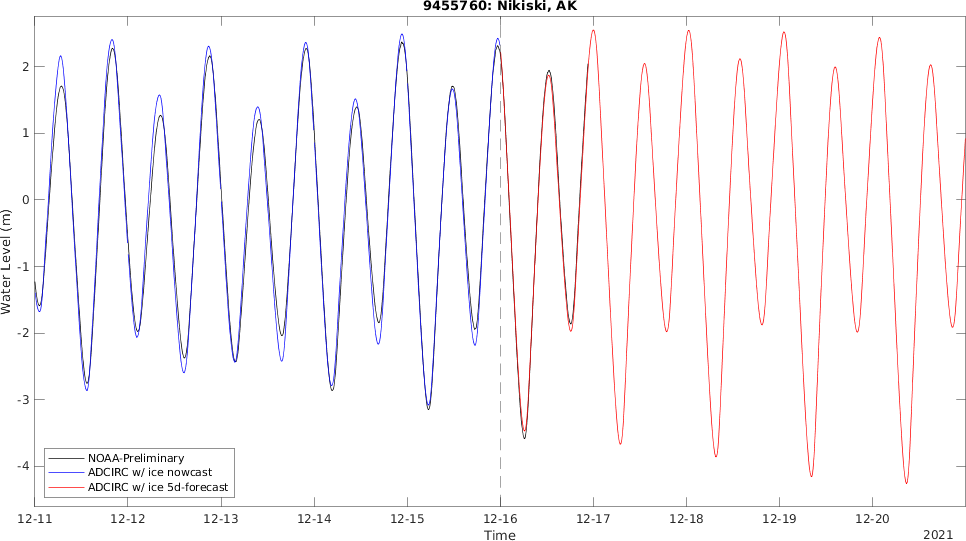 9455760: Nikiski, AK
2
1
0
-1
-2
-3
-4
Water Level (m)
NOAA-Preliminary
ADCIRC w/ ice nowcast
ADCIRC w/ ice 5d-forecast
12-11 12-12 12-13 12-14 12-15 12-16 12-17 12-18 12-19 12-20
Time
2021